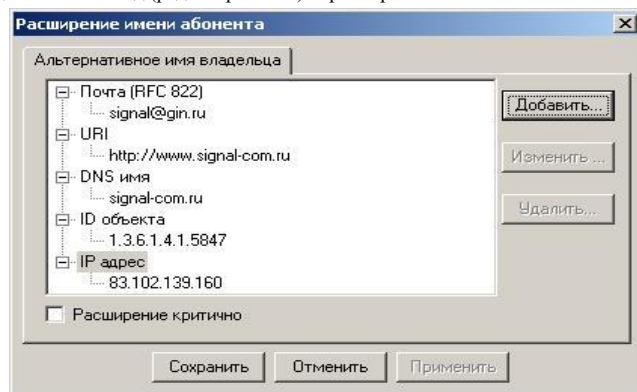 Расширение имени абонента
Альтернативное имя владельца
Почта (RFC 822)
signal@gin.ru
Добавить...
URI
http://www.signal-com.ru
Изменить ...
DNS имя
signal-com.ru
Удалить...
ID объекта
1.3.6.1.4.1.5847
IP адрес
83.102.139.160
Расширение критично
Сохранить Отменить Применить